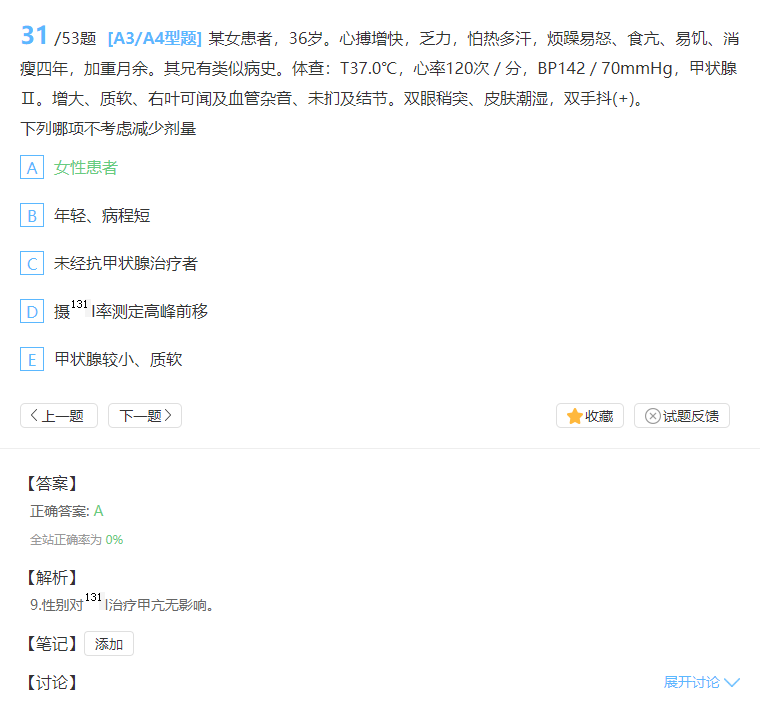 31 /53题 [A3/A4型题] 某女患者，36岁。心搏增快，乏力，怕热多汗，烦躁易怒、食亢、易饥、消
瘦四年，加重月余。其兄有类似病史。体查：T37.0℃，心率120次／分，BP142／70mmHg，甲状腺
Ⅱ。增大、质软、右叶可闻及血管杂音、未扪及结节。双眼稍突、皮肤潮湿，双手抖(+)。
下列哪项不考虑减少剂量
A 女性患者
B 年轻、病程短
C 未经抗甲状腺治疗者
D 摄131I率测定高峰前移
E 甲状腺较小、质软
上一题 下一题 收藏 试题反馈
【答案】
正确答案: A
全站正确率为 0%
【解析】
9.性别对131I治疗甲亢无影响。
【笔记】 添加
【讨论】 展开讨论